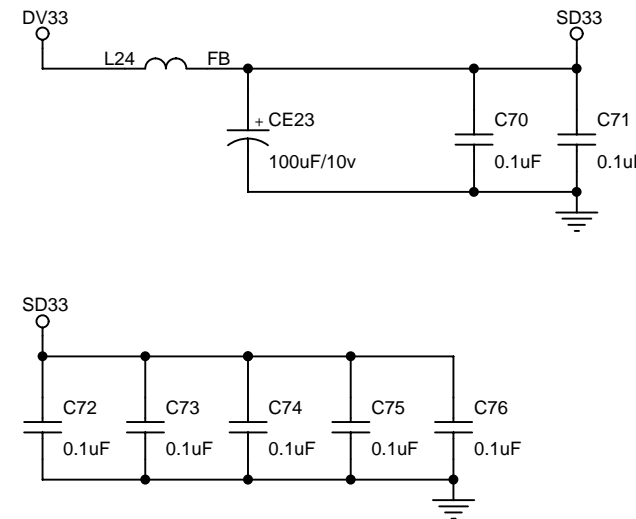 DV33
SD33
L24 FB
CE23 C70 C71
+
100uF/10v 0.1uF 0.1u
SD33
C72 C73 C74 C75 C76
0.1uF 0.1uF 0.1uF 0.1uF 0.1uF